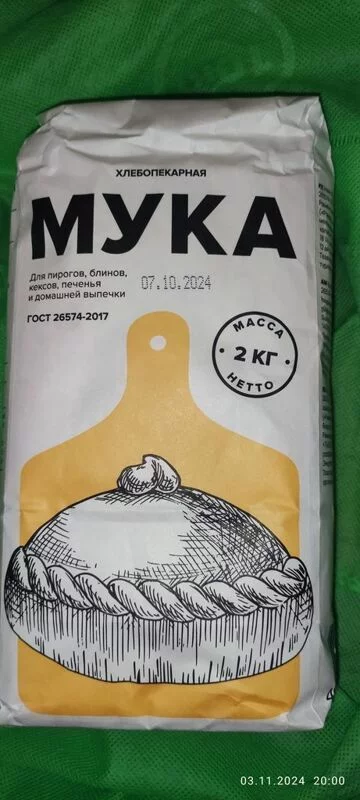 ХЛЕБОПЕКАРНАЯ
МУКА
Для пирогов, блинов,
кексов, печенья
и домашней выпечки
07.10.2024
ГОСТ 26574-2017
МАССА
2 КГ
НЕТТО
03.11.2024 20:00